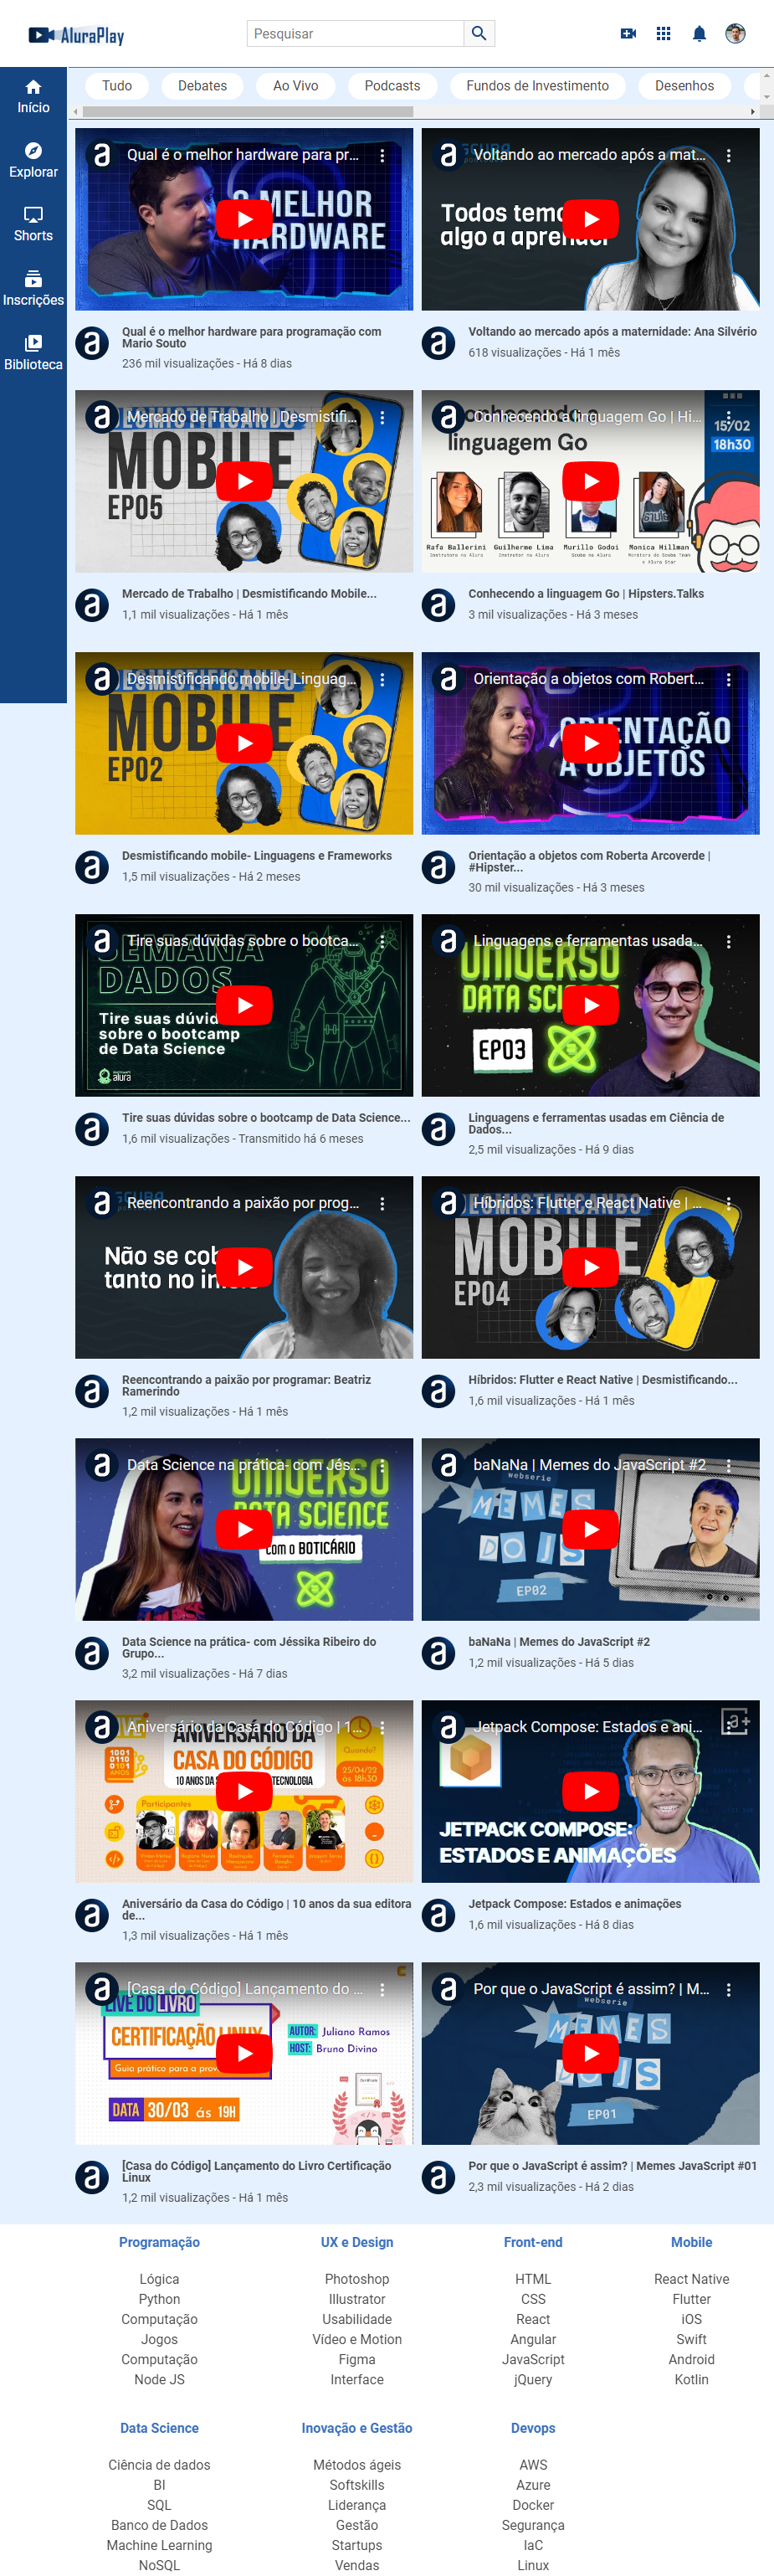 AluraPlay
Pesquisar
Início
Explorar
Shorts
Inscrições
Biblioteca
Tudo
Debates
Ao Vivo
Podcasts
Fundos de Investimento
Desenhos
Qual é o melhor hardware para pr...
O MELHOR
HARDWARE
Qual é o melhor hardware para programação com
Mario Souto
236 mil visualizações - Há 8 dias
Voltando ao mercado após a mat...
Todos
algo a
Voltando ao mercado após a maternidade: Ana Silvério
618 visualizações - Há 1 mês
Mercado de Trabalho | Desmistifi...
MOBILE
EP05
Mercado de Trabalho | Desmistificando Mobile...
1,1 mil visualizações - Há 1 mês
Conhecendo a linguagem Go | Hi...
linguagem Go
15/02
18h30
Rafa Ballerini
Guilherme Lima
Murillo Godoi
Monica Hillman
Conhecendo a linguagem Go | Hipsters.Talks
3 mil visualizações - Há 3 meses
Desmistificando mobile- Linguag...
MOBILE
EP02
Desmistificando mobile- Linguagens e Frameworks
1,5 mil visualizações - Há 2 meses
Orientação a objetos com Robert...
ORIENTAÇÃO
A OBJETOS
Orientação a objetos com Roberta Arcoverde |
#Hipster...
30 mil visualizações - Há 3 meses
Tire suas dúvidas sobre o bootca...
SEMANA
DADOS
Tire suas
sobre o bootcamp
de Data Science
alura
Tire suas dúvidas sobre o bootcamp de Data Science...
1,6 mil visualizações - Transmitido há 6 meses
Linguagens e ferramentas usada...
UNIVERSO
DATA SCIENCE
EP03
Linguagens e ferramentas usadas em Ciência de
Dados...
2,5 mil visualizações - Há 9 dias
Reencontrando a paixão por prog...
Não se
tanto no
Reencontrando a paixão por programar: Beatriz
Ramerindo
1,2 mil visualizações - Há 1 mês
Híbridos: Flutter e React Native | ...
MOBILE
EP04
Híbridos: Flutter e React Native | Desmistificando...
1,6 mil visualizações - Há 1 mês
Data Science na prática- com Jés...
UNIVERSO
DATA SCIENCE
com o BOTICÁRIO
Data Science na prática- com Jéssika Ribeiro do
Grupo...
3,2 mil visualizações - Há 7 dias
baNaNa | Memes do JavaScript #2
webserie
MEMES
DO JS
EP02
baNaNa | Memes do JavaScript #2
1,2 mil visualizações - Há 5 dias
Aniversário da Casa do Código | 1...
ANIVERSÁRIO DA
CASA DO CÓDIGO
Quando?
25/04/22
às 18h30
Participantes
Aniversário da Casa do Código | 10 anos da sua editora
de...
1,3 mil visualizações - Há 1 mês
Jetpack Compose: Estados e ani...
JETPACK COMPOSE:
ESTADOS E ANIMAÇÕES
Jetpack Compose: Estados e animações
1,6 mil visualizações - Há 8 dias
[Casa do Código] Lançamento do ...
LIVE DO LIVRO
CERTIFICAÇÃO LINUX
Guia prático para a
AUTOR: Juliano Ramos
HOST: Bruno Divino
DATA 30/03 às 19H
[Casa do Código] Lançamento do Livro Certificação
Linux
1,2 mil visualizações - Há 1 mês
Por que o JavaScript é assim? | M...
webserie
MEMES
DO JS
EP01
Por que o JavaScript é assim? | Memes JavaScript #01
2,3 mil visualizações - Há 2 dias
Programação
Lógica
Python
Computação
Jogos
Computação
Node JS
UX e Design
Photoshop
Illustrator
Usabilidade
Vídeo e Motion
Figma
Interface
Front-end
HTML
CSS
React
Angular
JavaScript
jQuery
Mobile
React Native
Flutter
iOS
Swift
Android
Kotlin
Data Science
Ciência de dados
BI
SQL
Banco de Dados
Machine Learning
NoSQL
Inovação e Gestão
Métodos ágeis
Softskills
Liderança
Gestão
Startups
Vendas
Devops
AWS
Azure
Docker
Segurança
IaC
Linux